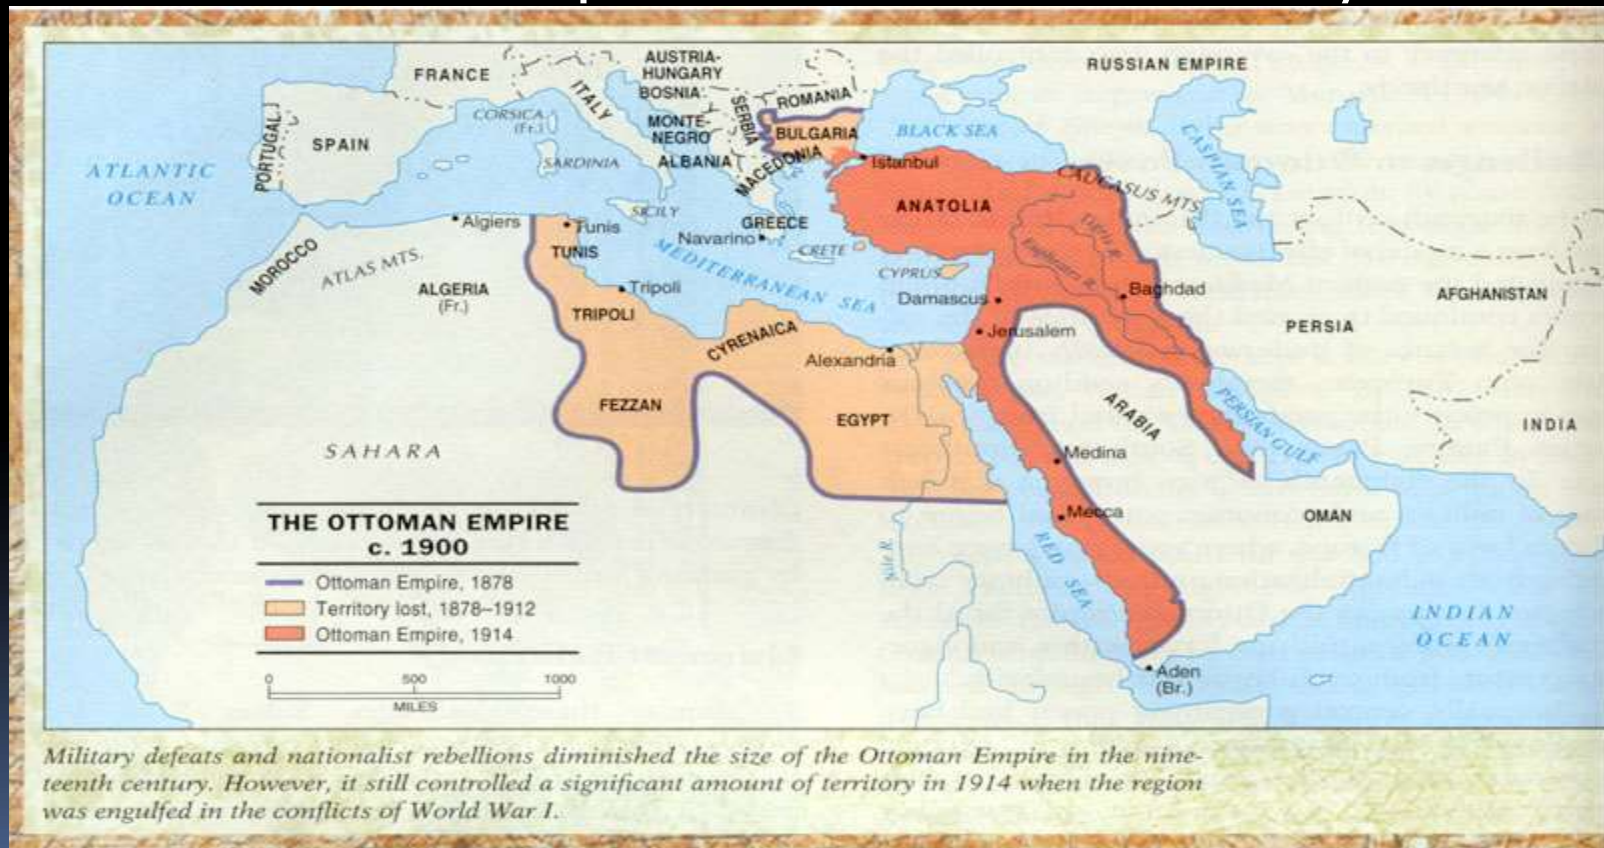 FRANCE
AUSTRIA-
HUNGARY
BOSNIA
ITALY
ROMANIA
RUSSIAN EMPIRE
CORSICA
(Fr.)
MONTE-
NEGRO
SERBIA
BULGARIA
BLACK SEA
CASPIAN SEA
PORTUGAL
SPAIN
ATLANTIC
OCEAN
SARDINIA
ALBANIA
MACEDONIA
Istanbul
CAUCASUS MTS.
ANATOLIA
SICILY
GREECE
Algiers
Tunis
TUNIS
Navarino
CRETE
MEDITERRANEAN SEA
CYPRUS
TIGRIS R.
Euphrates R.
MOROCCO
ATLAS MTS.
ALGERIA
(Fr.)
Tripoli
TRIPOLI
Damascus
Baghdad
AFGHANISTAN
CYRENAICA
Alexandria
Jerusalem
PERSIA
FEZZAN
EGYPT
ARABIA
PERSIAN GULF
INDIA
SAHARA
Medina
Mecca
OMAN
Nile R.
RED SEA
INDIAN
OCEAN
Aden
(Br.)
THE OTTOMAN EMPIRE
c. 1900
Ottoman Empire, 1878
Territory lost, 1878–1912
Ottoman Empire, 1914
0 500 1000
MILES
Military defeats and nationalist rebellions diminished the size of the Ottoman Empire in the nine-
teenth century. However, it still controlled a significant amount of territory in 1914 when the region
was engulfed in the conflicts of World War I.